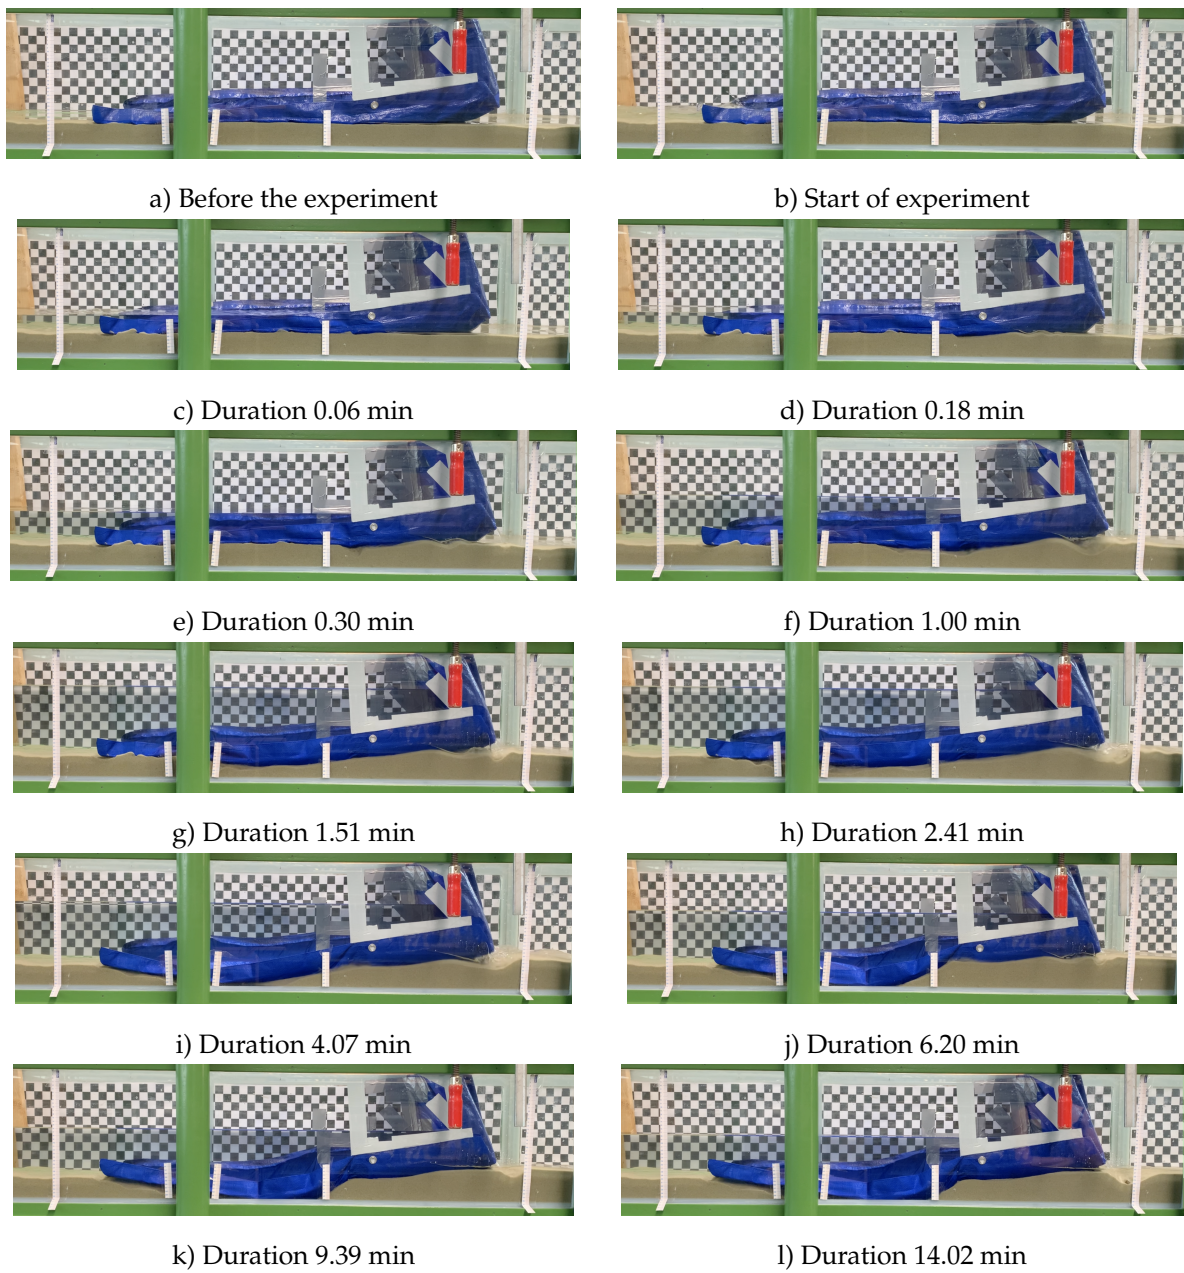 a) Before the experiment
b) Start of experiment
c) Duration 0.06 min
d) Duration 0.18 min
e) Duration 0.30 min
f) Duration 1.00 min
g) Duration 1.51 min
h) Duration 2.41 min
i) Duration 4.07 min
j) Duration 6.20 min
k) Duration 9.39 min
l) Duration 14.02 min